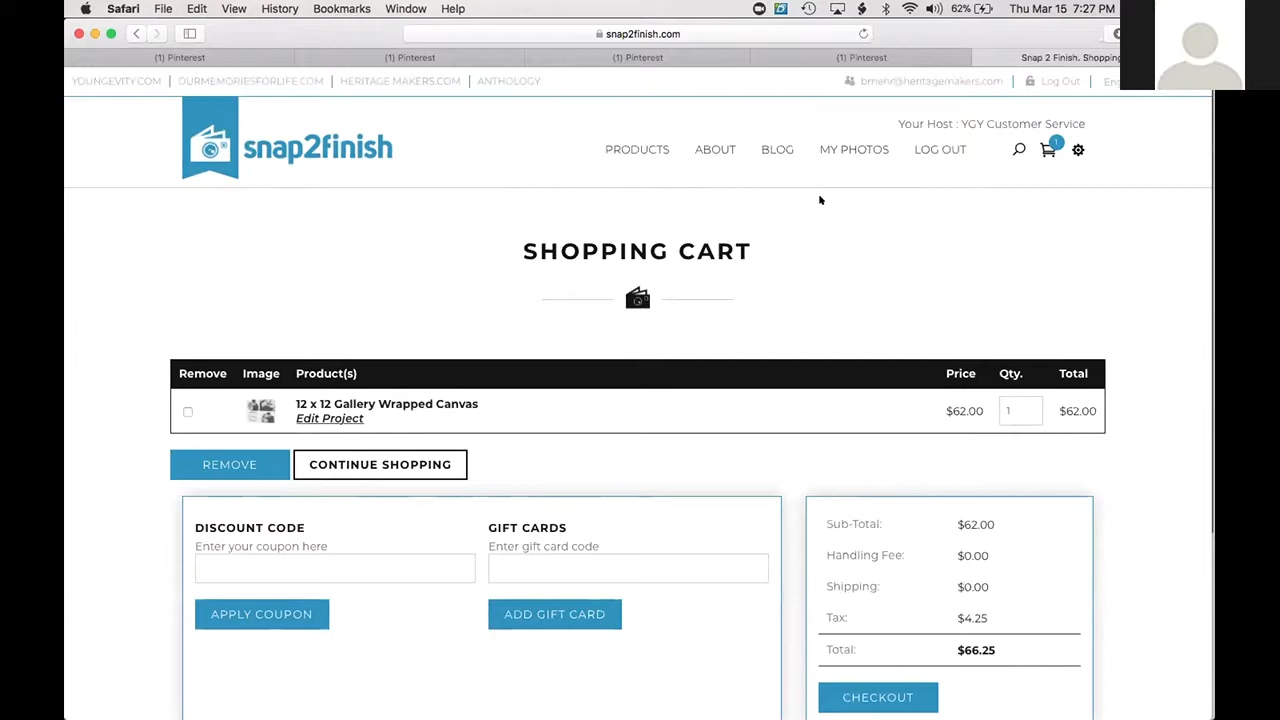 Safari File Edit View History Bookmarks Window Help 62% Thu Mar 15 7:27 PM
snap2finish.com
(1) Pinterest (1) Pinterest (1) Pinterest (1) Pinterest Snap 2 Finish. Shopping
YOUNGEVITY.COM | OURMEMORIESFORLIFE.COM | HERITAGE MAKERS.COM | ANTHOLOGY bmehr@heritagemakers.com | Log Out |
Your Host : YGY Customer Service
snap2finish
PRODUCTS ABOUT BLOG MY PHOTOS LOG OUT 1
SHOPPING CART
Remove Image Product(s) Price Qty. Total
12 x 12 Gallery Wrapped Canvas
Edit Project
$62.00 1 $62.00
REMOVE CONTINUE SHOPPING
DISCOUNT CODE
Enter your coupon here
APPLY COUPON
GIFT CARDS
Enter gift card code
ADD GIFT CARD
Sub-Total: $62.00
Handling Fee: $0.00
Shipping: $0.00
Tax: $4.25
Total: $66.25
CHECKOUT